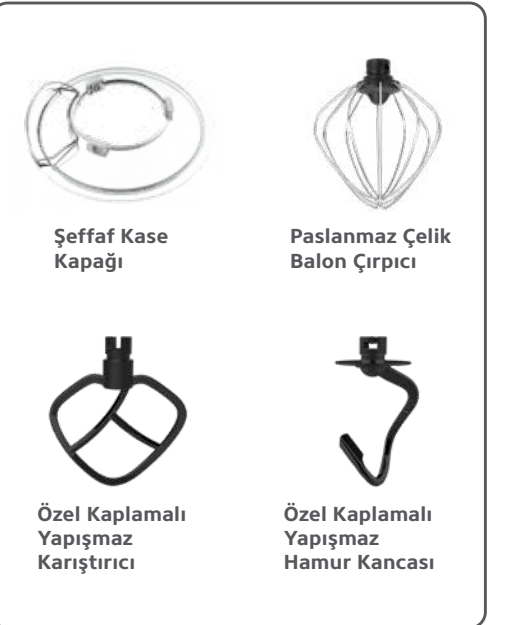 Şeffaf Kase
Kapağı
Paslanmaz Çelik
Balon Çırpıcı
Özel Kaplamalı
Yapışmaz
Karıştırıcı
Özel Kaplamalı
Yapışmaz
Hamur Kancası